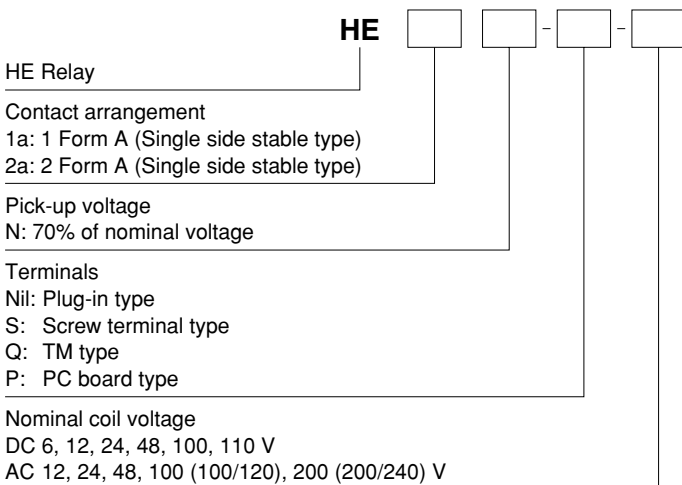 HE - -
HE Relay
Contact arrangement
1a: 1 Form A (Single side stable type)
2a: 2 Form A (Single side stable type)
Pick-up voltage
N: 70% of nominal voltage
Terminals
Nil: Plug-in type
S: Screw terminal type
Q: TM type
P: PC board type
Nominal coil voltage
DC 6, 12, 24, 48, 100, 110 V
AC 12, 24, 48, 100 (100/120), 200 (200/240) V